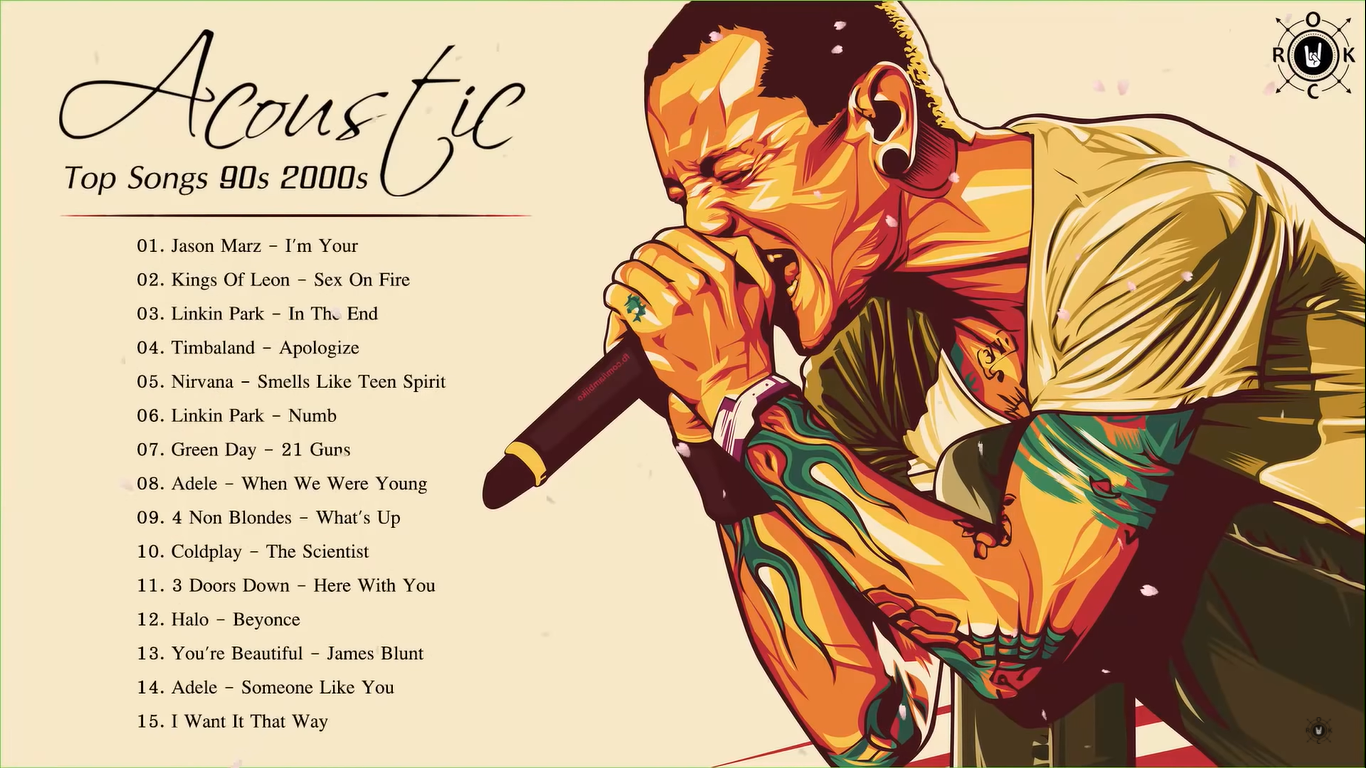 Acoustic
Top Songs 90s 2000s
01. Jason Marz - I'm Your
02. Kings Of Leon - Sex On Fire
03. Linkin Park - In The End
04. Timbaland - Apologize
05. Nirvana - Smells Like Teen Spirit
06. Linkin Park - Numb
07. Green Day - 21 Guns
08. Adele - When We Were Young
09. 4 Non Blondes - What's Up
10. Coldplay - The Scientist
11. 3 Doors Down - Here With You
12. Halo - Beyonce
13. You're Beautiful - James Blunt
14. Adele - Someone Like You
15. I Want It That Way
R O C K